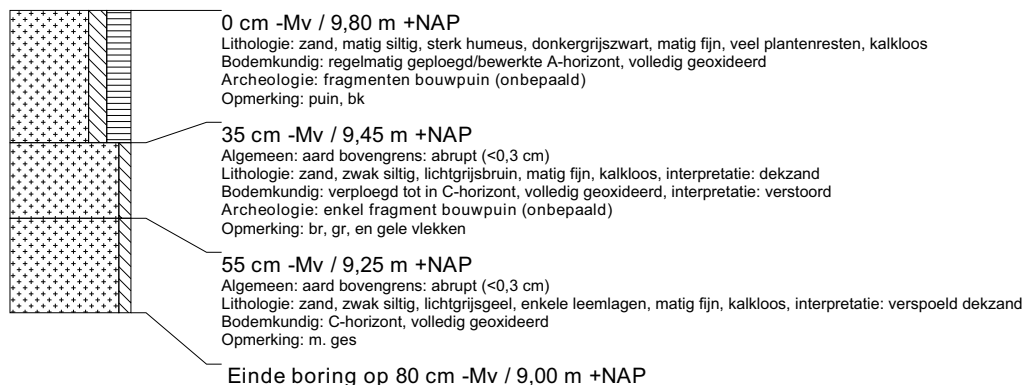 0 cm -Mv / 9,80 m +NAP
Lithologie: zand, matig siltig, sterk humeus, donkergrijszwart, matig fijn, veel plantenresten, kalkloos
Bodemkundig: regelmatig geploegd/bewerkte A-horizont, volledig geoxideerd
Archeologie: fragmenten bouwpuin (onbepaald)
Opmerking: puin, bk
35 cm -Mv / 9,45 m +NAP
Algemeen: aard bovengrens: abrupt (<0,3 cm)
Lithologie: zand, zwak siltig, lichtgrijsbruin, matig fijn, kalkloos, interpretatie: dekzand
Bodemkundig: verploegd tot in C-horizont, volledig geoxideerd, interpretatie: verstoord
Archeologie: enkel fragment bouwpuin (onbepaald)
Opmerking: br, gr, en gele vlekken
55 cm -Mv / 9,25 m +NAP
Algemeen: aard bovengrens: abrupt (<0,3 cm)
Lithologie: zand, zwak siltig, lichtgrijsgeel, enkele leemlagen, matig fijn, kalkloos, interpretatie: verspoeld dekzand
Bodemkundig: C-horizont, volledig geoxideerd
Opmerking: m. ges
Einde boring op 80 cm -Mv / 9,00 m +NAP